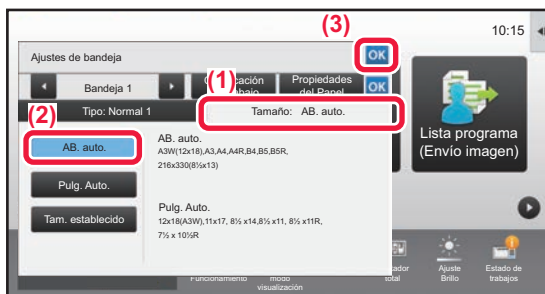 (3)
10:15
Ajustes de bandeja
OK
(1)
Bandeja 1
Propiedades
del Papel
OK
(2)
Tipo: Normal 1
Tamaño: AB. auto.
AB. auto.
AB. auto.
A3W(12x18),A3,A4,A4R,B4,B5,B5R,
216x330(8½x13)
Pulg. Auto.
Pulg. Auto.
12x18(A3W),11x17, 8½ x14,8½ x11, 8½ x11R,
7½ x 10½R
Tam. establecido
Lista programa
(Envío imagen)
Funcionamiento
modo
visualización
total
Ajuste
Brillo
Estado de
trabajos